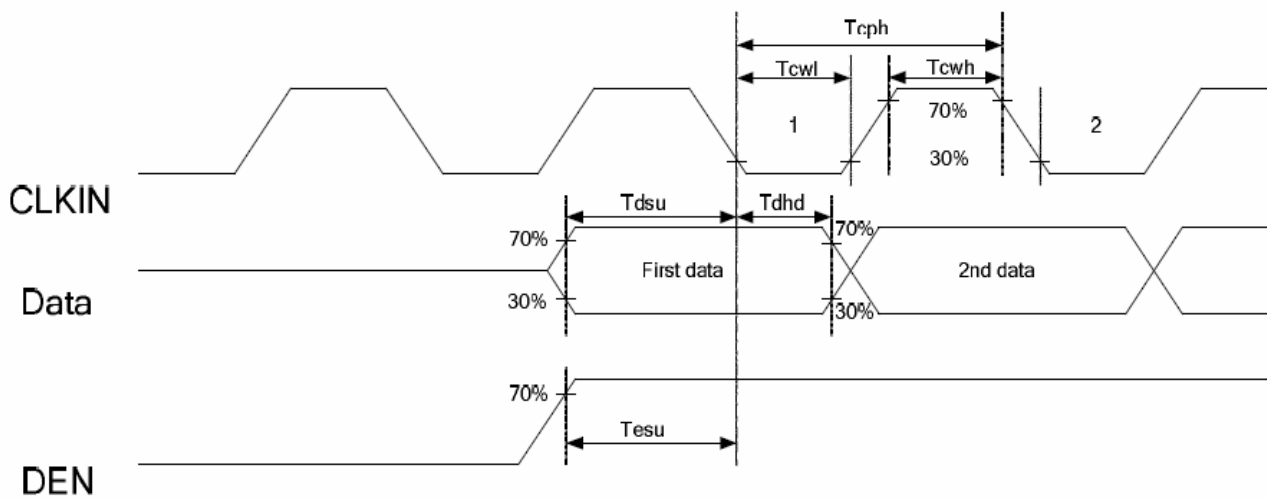 Tcph
Tcwl
Tcwh
1
70%
2
30%
CLKIN
Tdsu
Tdhd
70%
70%
First data
2nd data
Data
30%
30%
70%
Tesu
DEN